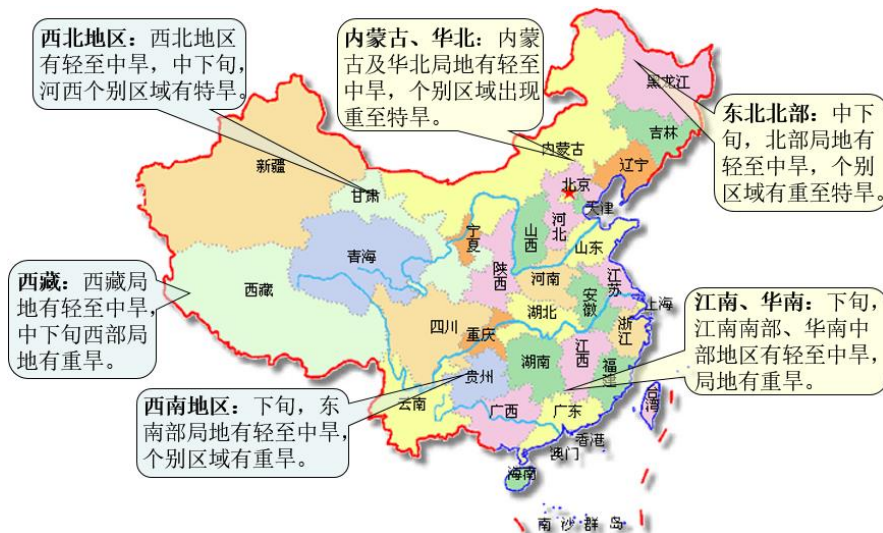 西北地区：西北地区
有轻至中旱，中下旬，
河西个别区域有特旱。
内蒙古、华北：内蒙
古及华北局地有轻至
中旱，个别区域出现
重至特旱。
东北北部：中下
旬，北部局地有
轻至中旱，个别
区域有重至特旱。
西藏：西藏局
地有轻至中旱，
中下旬西部局
地有重旱。
西南地区：下旬，东
南部局地有轻至中旱，
个别区域有重旱。
江南、华南：下旬，
江南南部、华南中
部地区有轻至中旱，
局地有重旱。
黑龙江
吉林
辽宁
内蒙古
新疆
甘肃
北京
天津
河北
山西
宁夏
青海
山东
陕西
河南
江苏
西藏
安徽
上海
四川
湖北
重庆
浙江
江西
湖南
贵州
福建
云南
台湾
广西
广东
香港
澳门
海南
南沙群岛